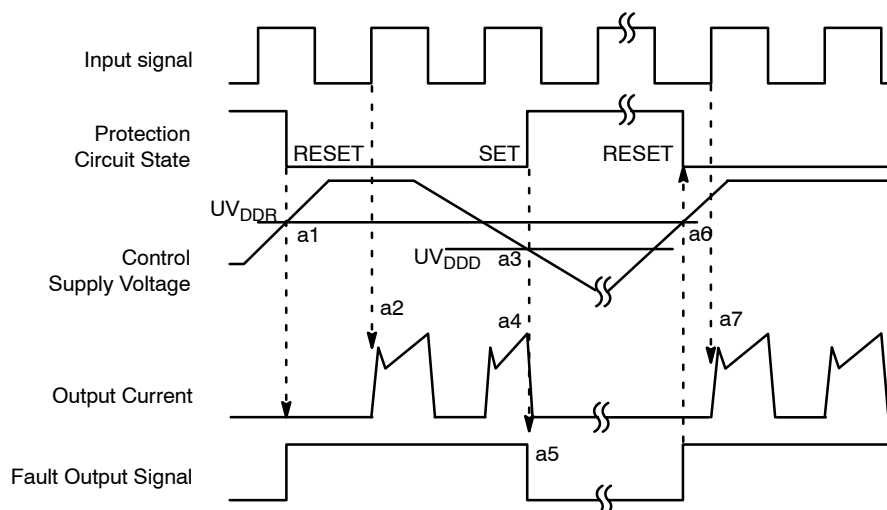 Input signal
Protection
Circuit State
RESET
SET
RESET
UVDDR
a1
a6
Control
Supply Voltage
UVDDD
a3
a2
a4
a7
Output Current
a5
Fault Output Signal